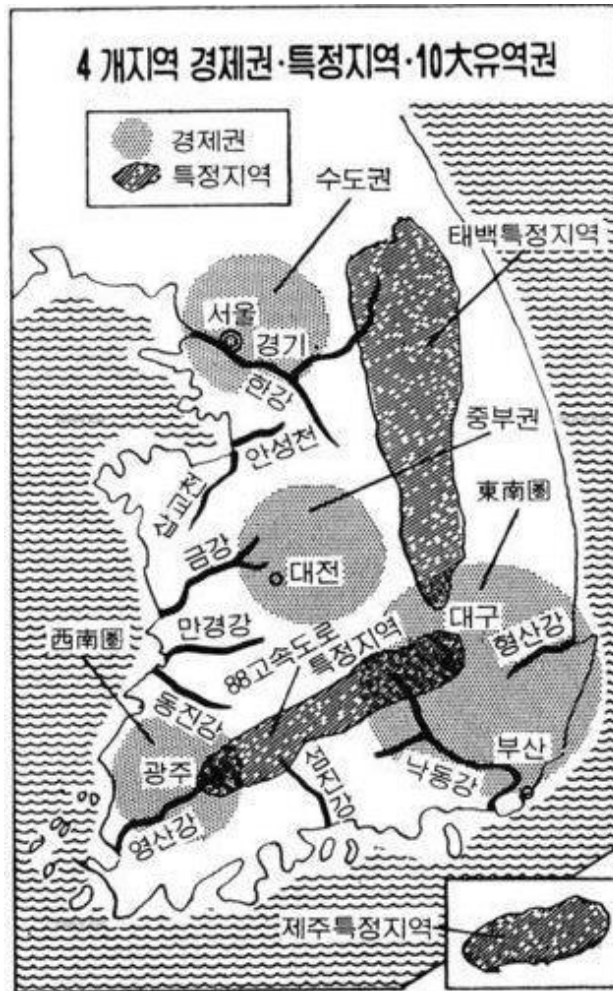 4개지역 경제권·특정지역·10大유역권
경제권
특정지역
수도권
태백특정지역
서울
경기
한강
안성천
삽교천
중부권
東南圏
금강
대전
만경강
대구
형산강
西南圏
88고속도로
특정지역
동진강
광주
부산
낙동강
섬진강
영산강
제주특정지역